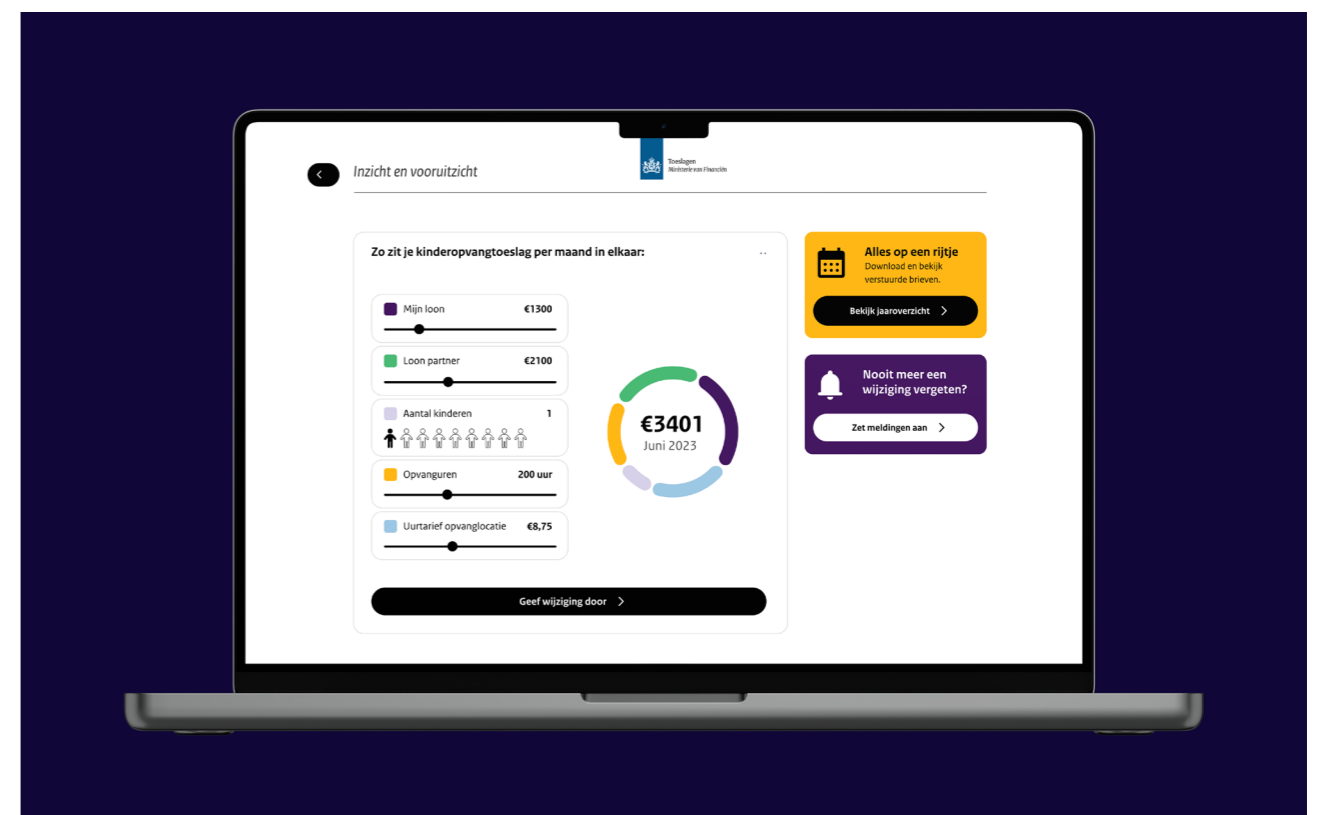 Inzicht en vooruitzicht
Toeslagen
Ministerie van Financiën
Zo zit je kinderopvangtoeslag per maand in elkaar:
Mijn loon €1300
Loon partner €2100
Aantal kinderen 1
Opvanguren 200 uur
Uurtarief opvanglocatie €8,75
€3401
Juni 2023
Geef wijziging door
Alles op een rijtje
Download en bekijk
verstuurde brieven.
Bekijk jaaroverzicht
Nooit meer een
wijziging vergeten?
Zet meldingen aan